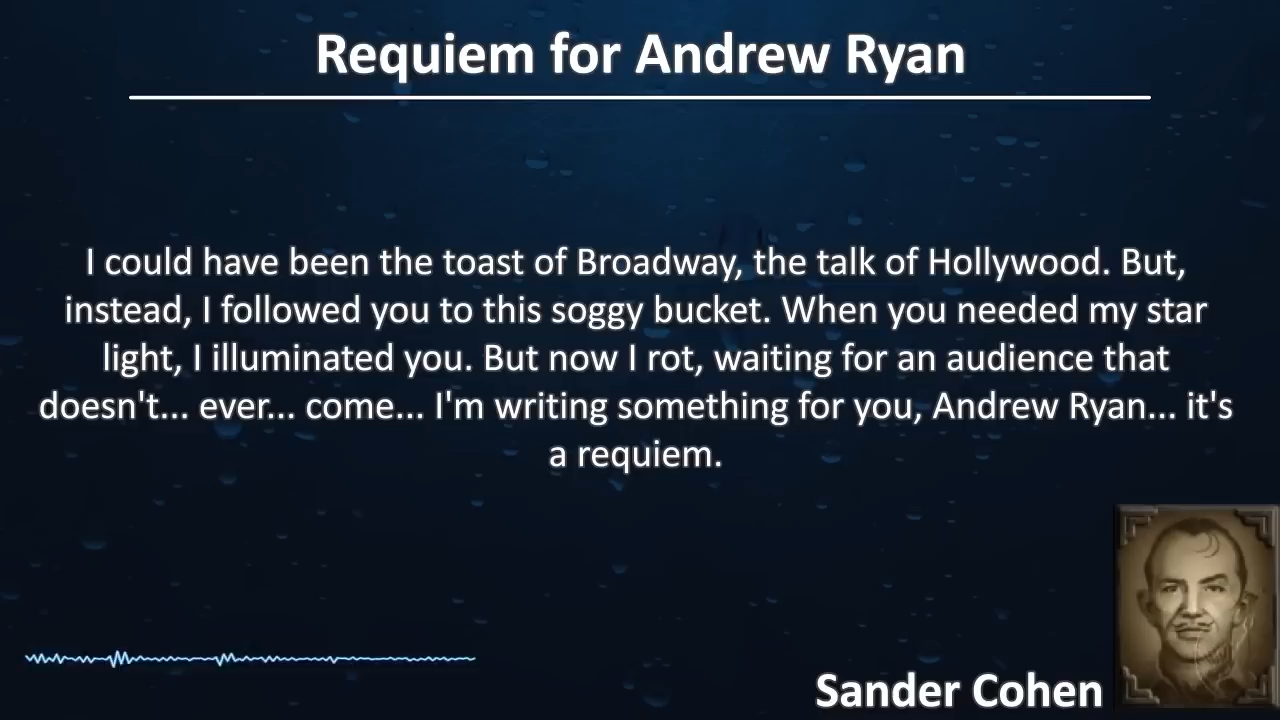 Requiem for Andrew Ryan
I could have been the toast of Broadway, the talk of Hollywood. But,
instead, I followed you to this soggy bucket. When you needed my star
light, I illuminated you. But now I rot, waiting for an audience that
doesn't... ever... come... I'm writing something for you, Andrew Ryan... it's
a requiem.
Sander Cohen